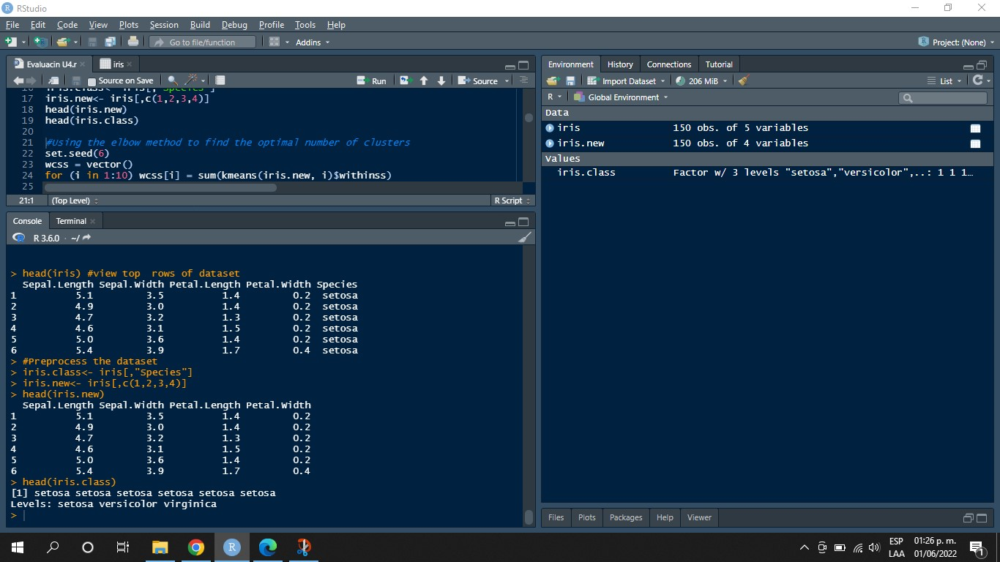 RStudio
File Edit Code View Plots Session Build Debug Profile Tools Help
Go to file/function Addins Project: (None)
Evaluacin U4.r iris
Source on Save Run Source
17 iris.new<- iris[,c(1,2,3,4)]
18 head(iris.new)
19 head(iris.class)
20
21 #Using the elbow method to find the optimal number of clusters
22 set.seed(6)
23 wcss = vector()
24 for (i in 1:10) wcss[i] = sum(kmeans(iris.new, i)$withinss)
25
21:1 (Top Level) R Script
Console Terminal
R 3.6.0 · ~/
> head(iris) #view top  rows of dataset
  Sepal.Length Sepal.Width Petal.Length Petal.Width Species
1          5.1         3.5          1.4         0.2  setosa
2          4.9         3.0          1.4         0.2  setosa
3          4.7         3.2          1.3         0.2  setosa
4          4.6         3.1          1.5         0.2  setosa
5          5.0         3.6          1.4         0.2  setosa
6          5.4         3.9          1.7         0.4  setosa
> #Preprocess the dataset
> iris.class<- iris[,"Species"]
> iris.new<- iris[,c(1,2,3,4)]
> head(iris.new)
  Sepal.Length Sepal.Width Petal.Length Petal.Width
1          5.1         3.5          1.4         0.2
2          4.9         3.0          1.4         0.2
3          4.7         3.2          1.3         0.2
4          4.6         3.1          1.5         0.2
5          5.0         3.6          1.4         0.2
6          5.4         3.9          1.7         0.4
> head(iris.class)
[1] setosa setosa setosa setosa setosa setosa
Levels: setosa versicolor virginica
>
Environment History Connections Tutorial
Import Dataset 206 MiB List
R Global Environment
Data
iris 150 obs. of 5 variables
iris.new 150 obs. of 4 variables
Values
iris.class Factor w/ 3 levels "setosa","versicolor",..: 1 1 1…
Files Plots Packages Help Viewer
ESP 01:26 p. m.
LAA 01/06/2022
1